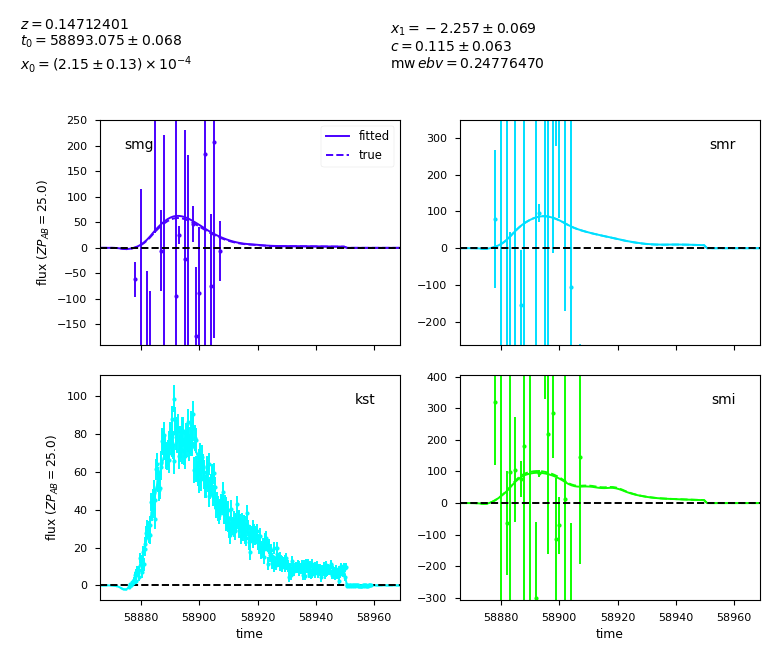 z = 0.14712401
t₀ = 58893.075 ± 0.068
x₀ = (2.15 ± 0.13) × 10⁻⁴
x₁ = −2.257 ± 0.069
c = 0.115 ± 0.063
mw ebv = 0.24776470
smg
fitted
true
250
200
150
100
50
0
−50
−100
−150
flux (ZP_AB = 25.0)
smr
300
200
100
0
−100
−200
kst
100
80
60
40
20
0
flux (ZP_AB = 25.0)
58880 58900 58920 58940 58960
time
smi
400
300
200
100
0
−100
−200
−300
58880 58900 58920 58940 58960
time